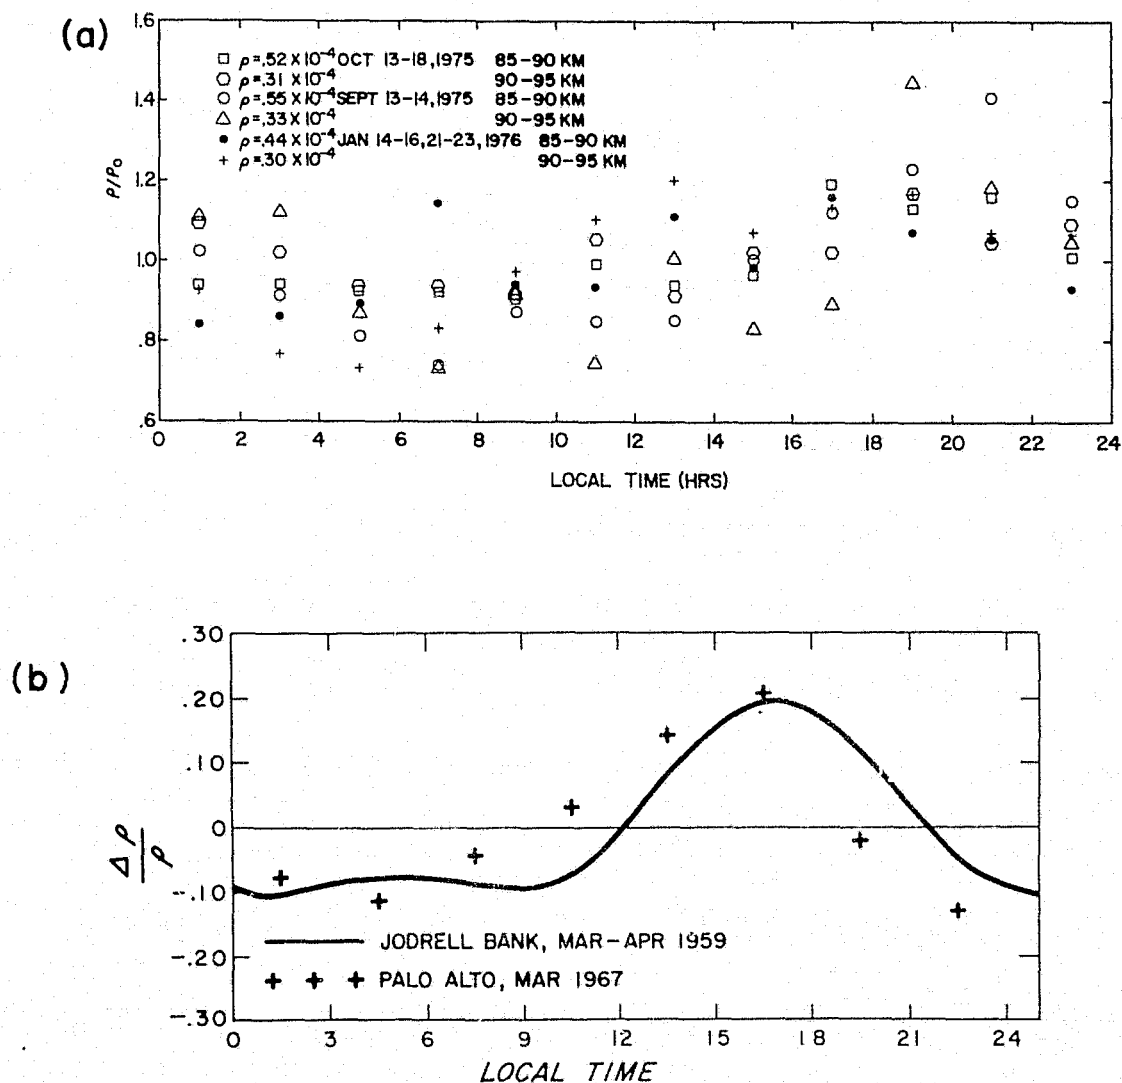 (a)
1.6
1.4
1.2
1.0
.8
.6
ρ/ρ₀
□ ρ=.52 X 10⁻⁴ OCT 13-18, 1975 85-90 KM
⬡ ρ=.31 X 10⁻⁴ 90-95 KM
○ ρ=.55 X 10⁻⁴ SEPT 13-14, 1975 85-90 KM
△ ρ=.33 X 10⁻⁴ 90-95 KM
• ρ=.44 X 10⁻⁴ JAN 14-16, 21-23, 1976 85-90 KM
+ ρ=.30 X 10⁻⁴ 90-95 KM
0 2 4 6 8 10 12 14 16 18 20 22 24
LOCAL TIME (HRS)
(b)
.30
.20
.10
0
-.10
-.20
-.30
Δρ/ρ
JODRELL BANK, MAR-APR 1959
+ + + PALO ALTO, MAR 1967
0 3 6 9 12 15 18 21 24
LOCAL TIME